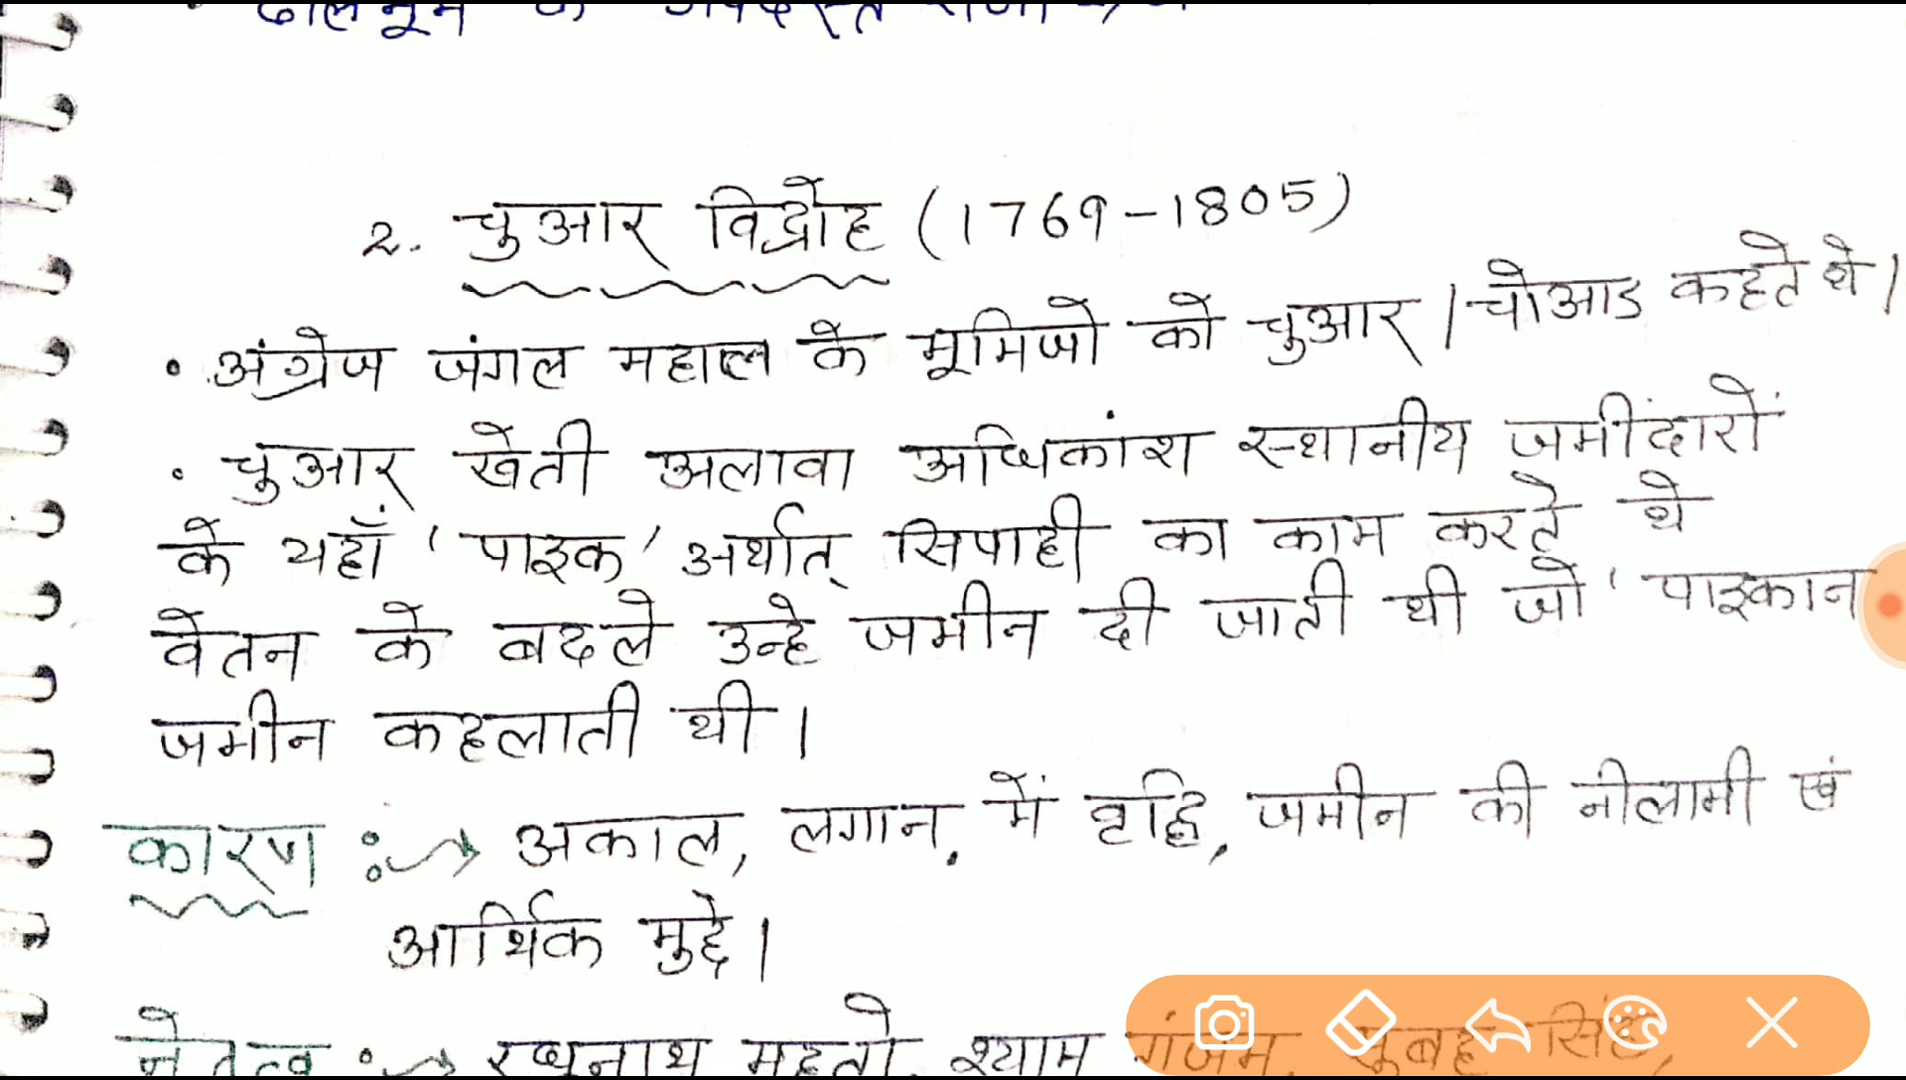 2. चुआर विद्रोह (1769-1805)
• अंग्रेज जंगल महाल के भूमिजो को चुआर / चोआड कहते थे।
• चुआर खेती अलावा अधिकांश स्थानीय जमींदारों
के यहाँ 'पाइक' अर्थात् सिपाही का काम करते थे
वेतन के बदले उन्हे जमीन दी जाती थी जो 'पाइकान
जमीन कहलाती थी।
कारण :→ अकाल, लगान में वृद्धि, जमीन की नीलामी एवं
आर्थिक मुद्दे।
नेतृत्व :→ रघुनाथ महतो, श्याम गंजम, सिंह,